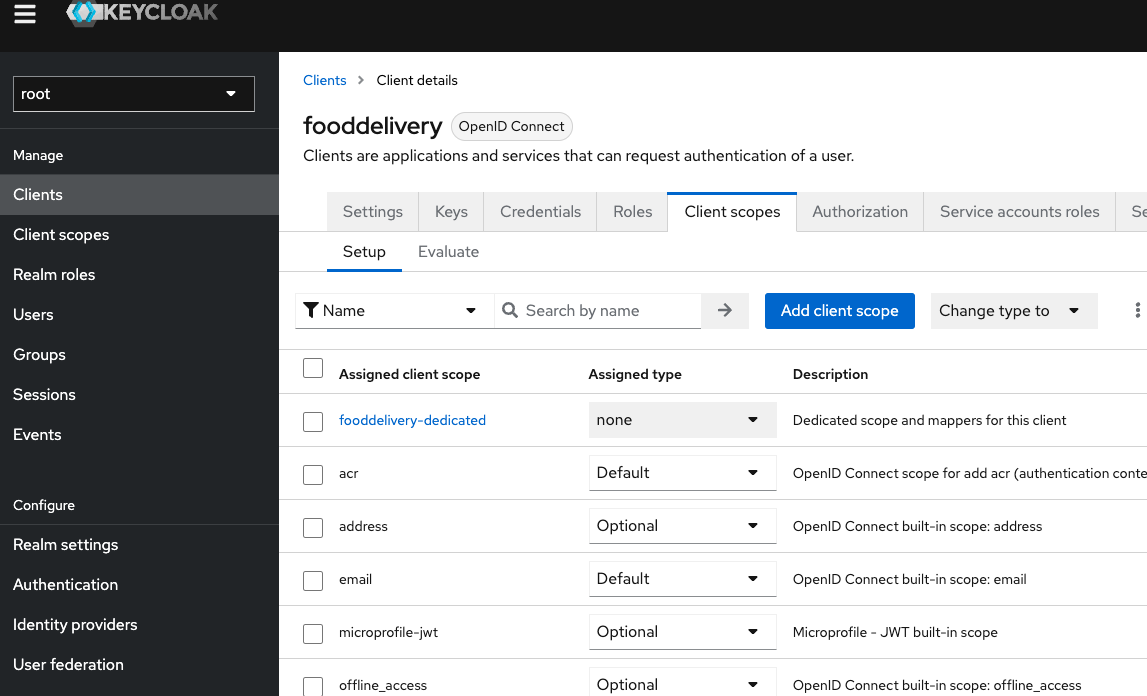 KEYCLOAK
root
Manage
Clients
Client scopes
Realm roles
Users
Groups
Sessions
Events
Configure
Realm settings
Authentication
Identity providers
User federation
Clients > Client details
fooddelivery OpenID Connect
Clients are applications and services that can request authentication of a user.
Settings Keys Credentials Roles Client scopes Authorization Service accounts roles Se
Setup Evaluate
Name Search by name Add client scope Change type to
Assigned client scope Assigned type Description
fooddelivery-dedicated none Dedicated scope and mappers for this client
acr Default OpenID Connect scope for add acr (authentication conte
address Optional OpenID Connect built-in scope: address
email Default OpenID Connect built-in scope: email
microprofile-jwt Optional Microprofile - JWT built-in scope
offline_access Optional OpenID Connect built-in scope: offline_access